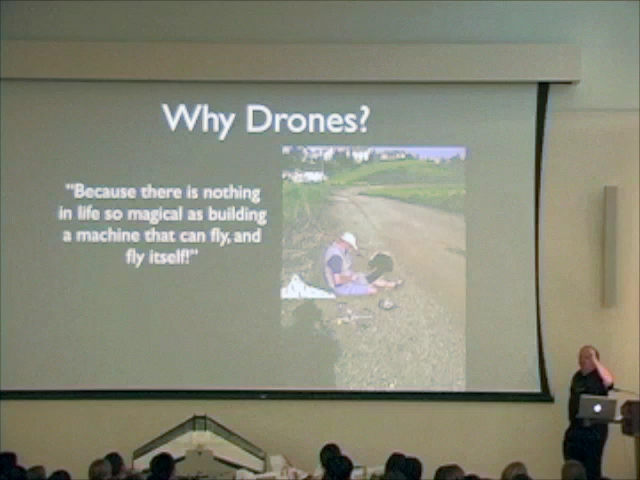 Why Drones?
"Because there is nothing
in life so magical as building
a machine that can fly, and
fly itself!"